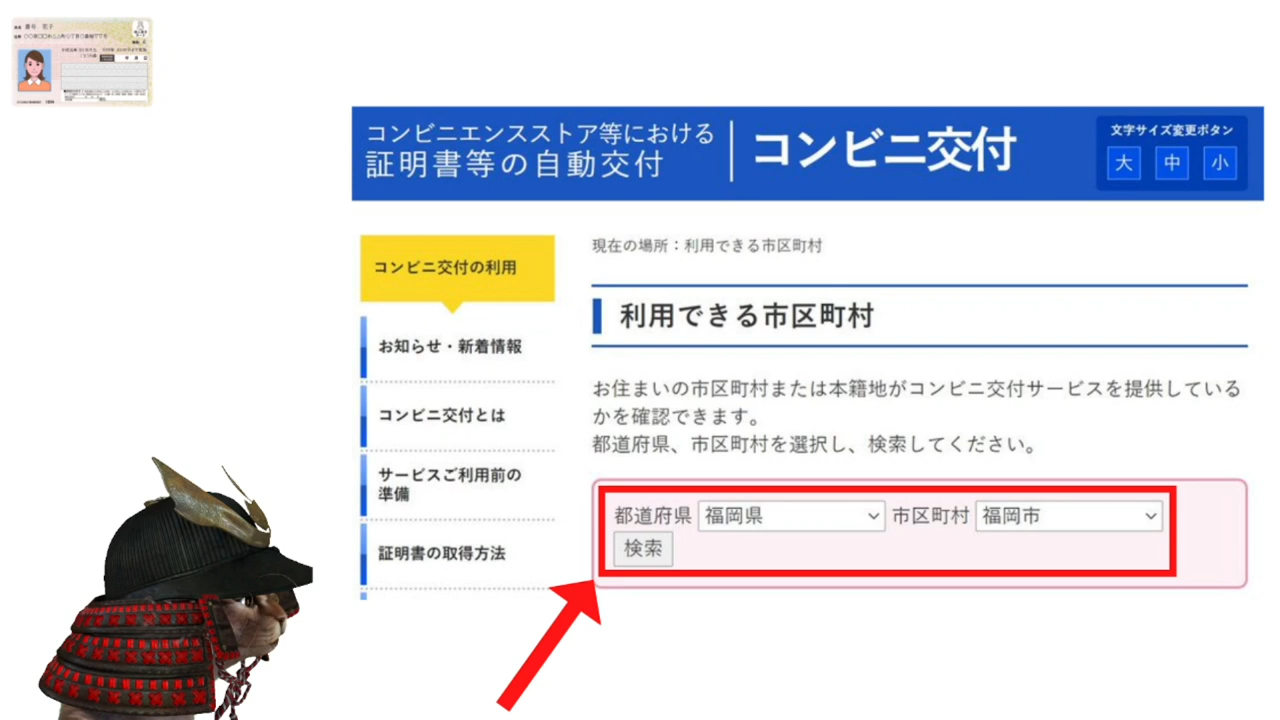 コンビニエンスストア等における
証明書等の自動交付
コンビニ交付
文字サイズ変更ボタン
大 中 小
コンビニ交付の利用
お知らせ・新着情報
コンビニ交付とは
サービスご利用前の
準備
証明書の取得方法
現在の場所：利用できる市区町村
利用できる市区町村
お住まいの市区町村または本籍地がコンビニ交付サービスを提供している
かを確認できます。
都道府県、市区町村を選択し、検索してください。
都道府県 福岡県 市区町村 福岡市
検索